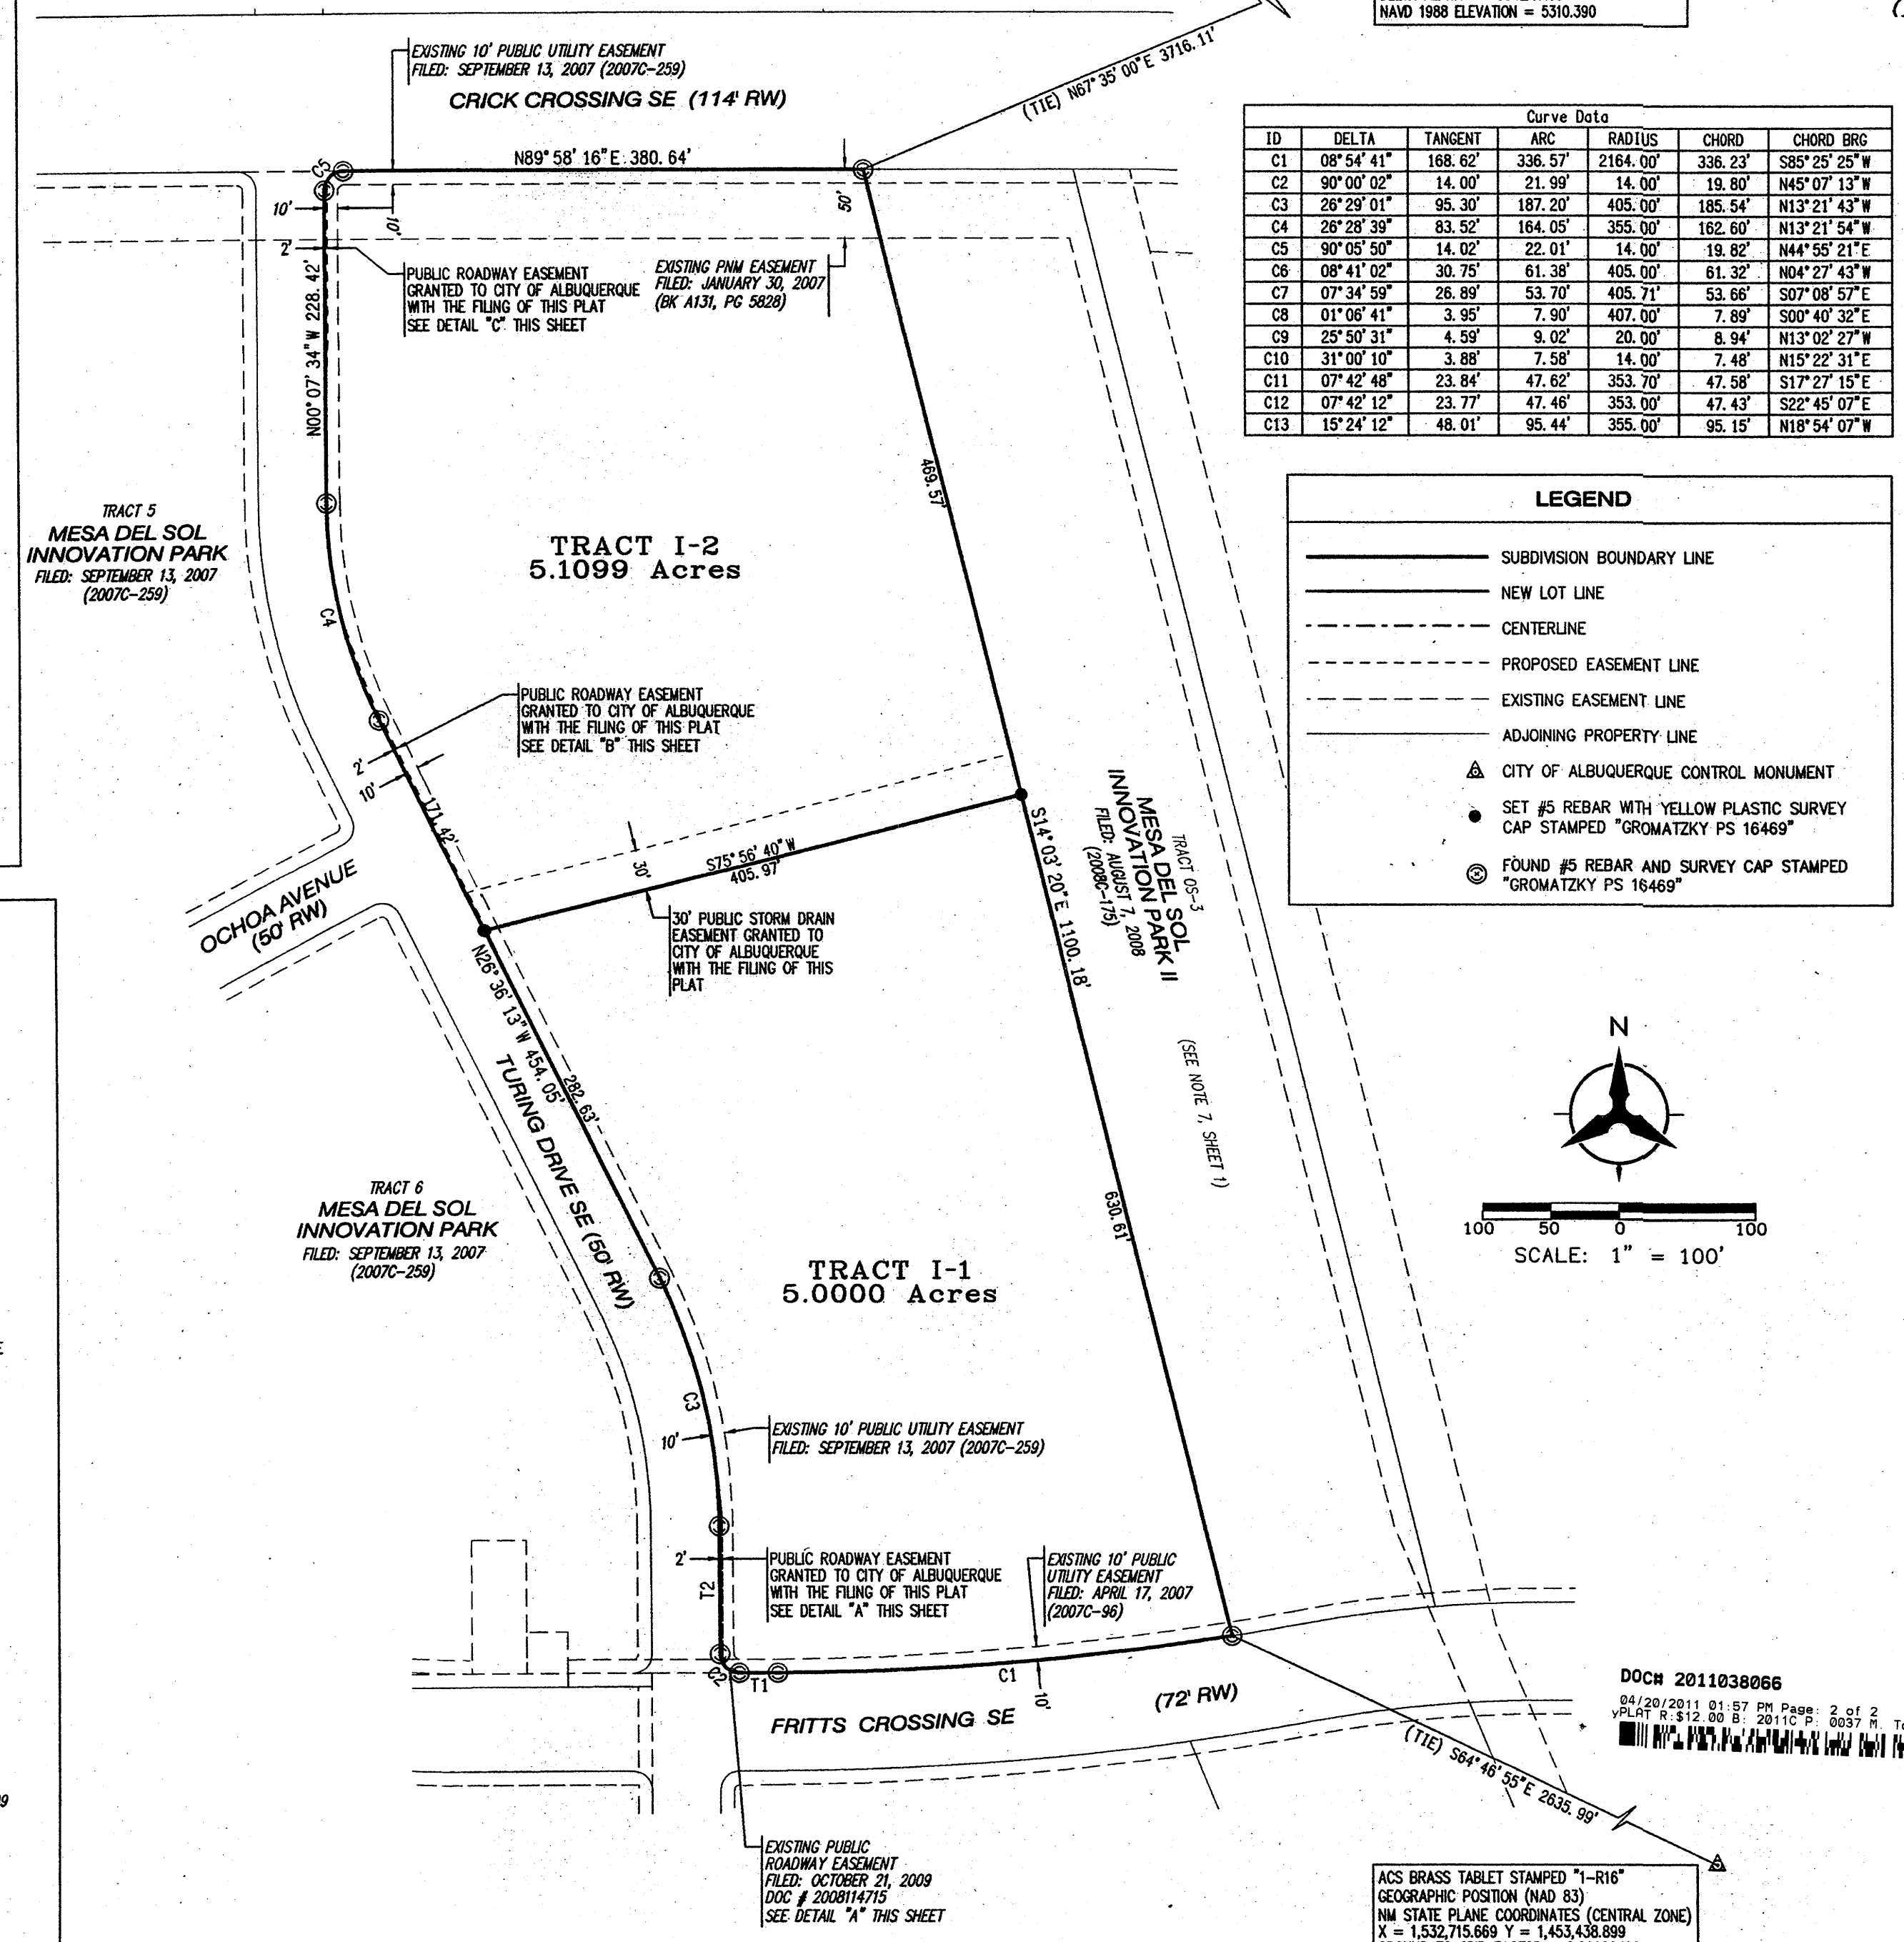 NAVD 1988 ELEVATION = 5310.390
EXISTING 10' PUBLIC UTILITY EASEMENT
FILED: SEPTEMBER 13, 2007 (2007C-259)
CRICK CROSSING SE (114' RW)
(TIE) N67°35'00"E 3716.11'
N89°58'16"E 380.64'
C5
10'
10'
50'
2'
PUBLIC ROADWAY EASEMENT
GRANTED TO CITY OF ALBUQUERQUE
WITH THE FILING OF THIS PLAT
SEE DETAIL "C" THIS SHEET
EXISTING PNM EASEMENT
FILED: JANUARY 30, 2007
(BK A131, PG 5828)
N00°07'34"W 228.42'
Curve Data
ID DELTA TANGENT ARC RADIUS CHORD CHORD BRG
C1 08°54'41" 168.62' 336.57' 2164.00' 336.23' S85°25'25"W
C2 90°00'02" 14.00' 21.99' 14.00' 19.80' N45°07'13"W
C3 26°29'01" 95.30' 187.20' 405.00' 185.54' N13°21'43"W
C4 26°28'39" 83.52' 164.05' 355.00' 162.60' N13°21'54"W
C5 90°05'50" 14.02' 22.01' 14.00' 19.82' N44°55'21"E
C6 08°41'02" 30.75' 61.38' 405.00' 61.32' N04°27'43"W
C7 07°34'59" 26.89' 53.70' 405.71' 53.66' S07°08'57"E
C8 01°06'41" 3.95' 7.90' 407.00' 7.89' S00°40'32"E
C9 25°50'31" 4.59' 9.02' 20.00' 8.94' N13°02'27"W
C10 31°00'10" 3.88' 7.58' 14.00' 7.48' N15°22'31"E
C11 07°42'48" 23.84' 47.62' 353.70' 47.58' S17°27'15"E
C12 07°42'12" 23.77' 47.46' 353.00' 47.43' S22°45'07"E
C13 15°24'12" 48.01' 95.44' 355.00' 95.15' N18°54'07"W
469.57'
TRACT 5
MESA DEL SOL
INNOVATION PARK
FILED: SEPTEMBER 13, 2007
(2007C-259)
TRACT I-2
5.1099 Acres
C4
LEGEND
SUBDIVISION BOUNDARY LINE
NEW LOT LINE
CENTERLINE
PROPOSED EASEMENT LINE
EXISTING EASEMENT LINE
ADJOINING PROPERTY LINE
CITY OF ALBUQUERQUE CONTROL MONUMENT
SET #5 REBAR WITH YELLOW PLASTIC SURVEY
CAP STAMPED "GROMATZKY PS 16469"
FOUND #5 REBAR AND SURVEY CAP STAMPED
"GROMATZKY PS 16469"
PUBLIC ROADWAY EASEMENT
GRANTED TO CITY OF ALBUQUERQUE
WITH THE FILING OF THIS PLAT
SEE DETAIL "B" THIS SHEET
2'
10'
171.42'
30'
S75°56'40"W
405.97'
30' PUBLIC STORM DRAIN
EASEMENT GRANTED TO
CITY OF ALBUQUERQUE
WITH THE FILING OF THIS
PLAT
OCHOA AVENUE
(50' RW)
S14°03'20"E 1100.18'
TRACT OS-3
MESA DEL SOL
INNOVATION PARK II
FILED: AUGUST 7, 2008
(2008C-175)
(SEE NOTE 7, SHEET 1)
N26°36'13"W 454.05'
282.63'
TURING DRIVE SE (50' RW)
N
100 50 0 100
SCALE: 1" = 100'
TRACT 6
MESA DEL SOL
INNOVATION PARK
FILED: SEPTEMBER 13, 2007
(2007C-259)
630.61'
TRACT I-1
5.0000 Acres
C3
10'
EXISTING 10' PUBLIC UTILITY EASEMENT
FILED: SEPTEMBER 13, 2007 (2007C-259)
2'
T2
PUBLIC ROADWAY EASEMENT
GRANTED TO CITY OF ALBUQUERQUE
WITH THE FILING OF THIS PLAT
SEE DETAIL "A" THIS SHEET
EXISTING 10' PUBLIC
UTILITY EASEMENT
FILED: APRIL 17, 2007
(2007C-96)
C2
T1
C1
10'
FRITTS CROSSING SE
(72' RW)
(TIE) S64°46'55"E 2635.99'
DOC# 2011038066
04/20/2011 01:57 PM Page: 2 of 2
yPLAT R:$12.00 B: 2011C P: 0037 M.
EXISTING PUBLIC
ROADWAY EASEMENT
FILED: OCTOBER 21, 2009
DOC # 2008114715
SEE DETAIL "A" THIS SHEET
ACS BRASS TABLET STAMPED "1-R16"
GEOGRAPHIC POSITION (NAD 83)
NM STATE PLANE COORDINATES (CENTRAL ZONE)
X = 1,532,715.669 Y = 1,453,438.899